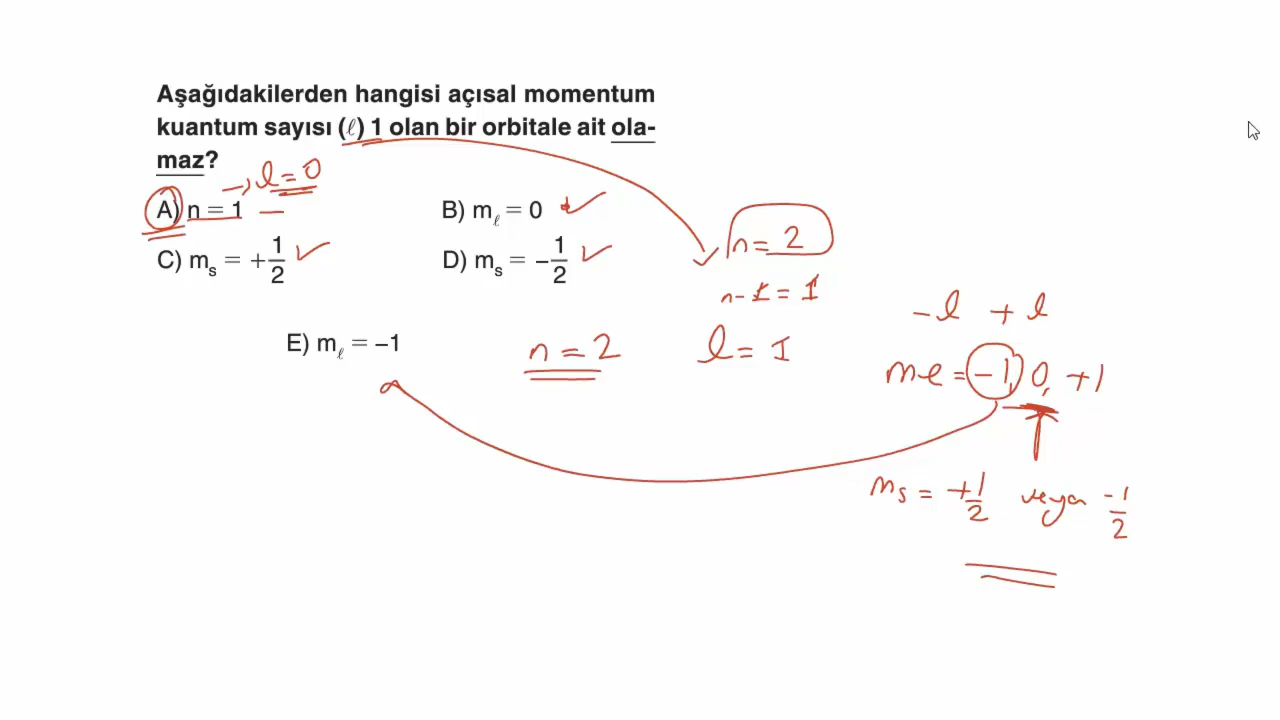 Aşağıdakilerden hangisi açısal momentum
kuantum sayısı (ℓ) 1 olan bir orbitale ait ola-
maz?
→ l = 0
A) n = 1 –
B) mℓ = 0
C) ms = +1/2
D) ms = -1/2
E) mℓ = -1
n = 2
n - 1 = 1
n = 2
l = 1
-l +l
ml = -1, 0, +1
ms = +1/2 veya -1/2